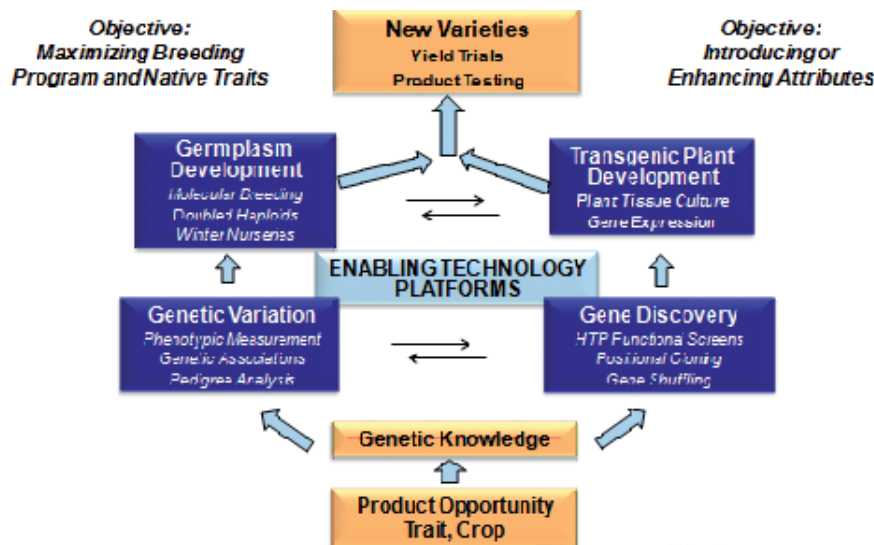 Objective:
Maximizing Breeding
Program and Native Traits
New Varieties
Yield Trials
Product Testing
Objective:
Introducing or
Enhancing Attributes
Germplasm
Development
Molecular Breeding
Doubled Haploids
Winter Nurseries
Transgenic Plant
Development
Plant Tissue Culture
Gene Expression
ENABLING TECHNOLOGY
PLATFORMS
Genetic Variation
Phenotypic Measurement
Genetic Associations
Pedigree Analysis
Gene Discovery
HTP Functional Screens
Positional Cloning
Gene Shuffling
Genetic Knowledge
Product Opportunity
Trait, Crop